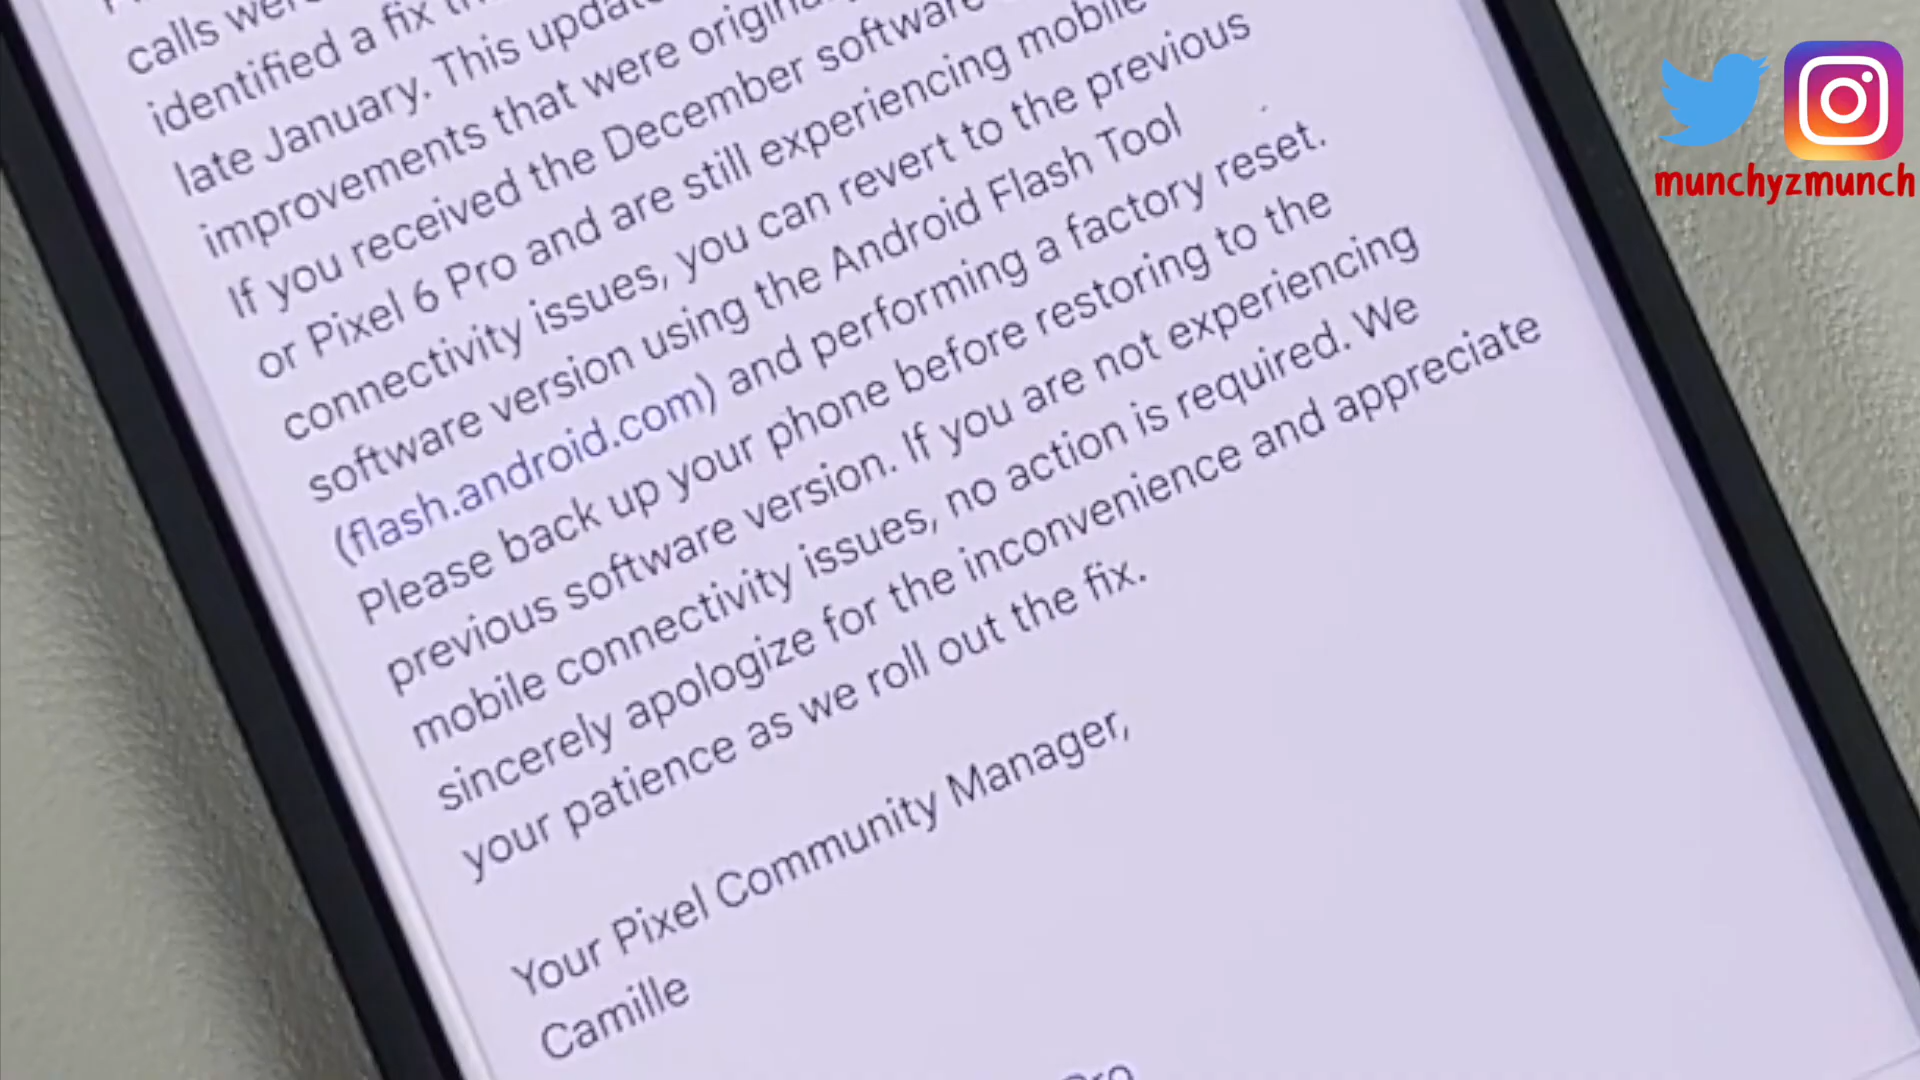 calls were
identified a fix
late January. This update
improvements that were
If you received the December software
or Pixel 6 Pro and are still experiencing mobile
connectivity issues, you can revert to the previous
software version using the Android Flash Tool
(flash.android.com) and performing a factory reset.
Please back up your phone before restoring to the
previous software version. If you are not experiencing
mobile connectivity issues, no action is required. We
sincerely apologize for the inconvenience and appreciate
your patience as we roll out the fix.
Your Pixel Community Manager,
Camille
munchyzmunch